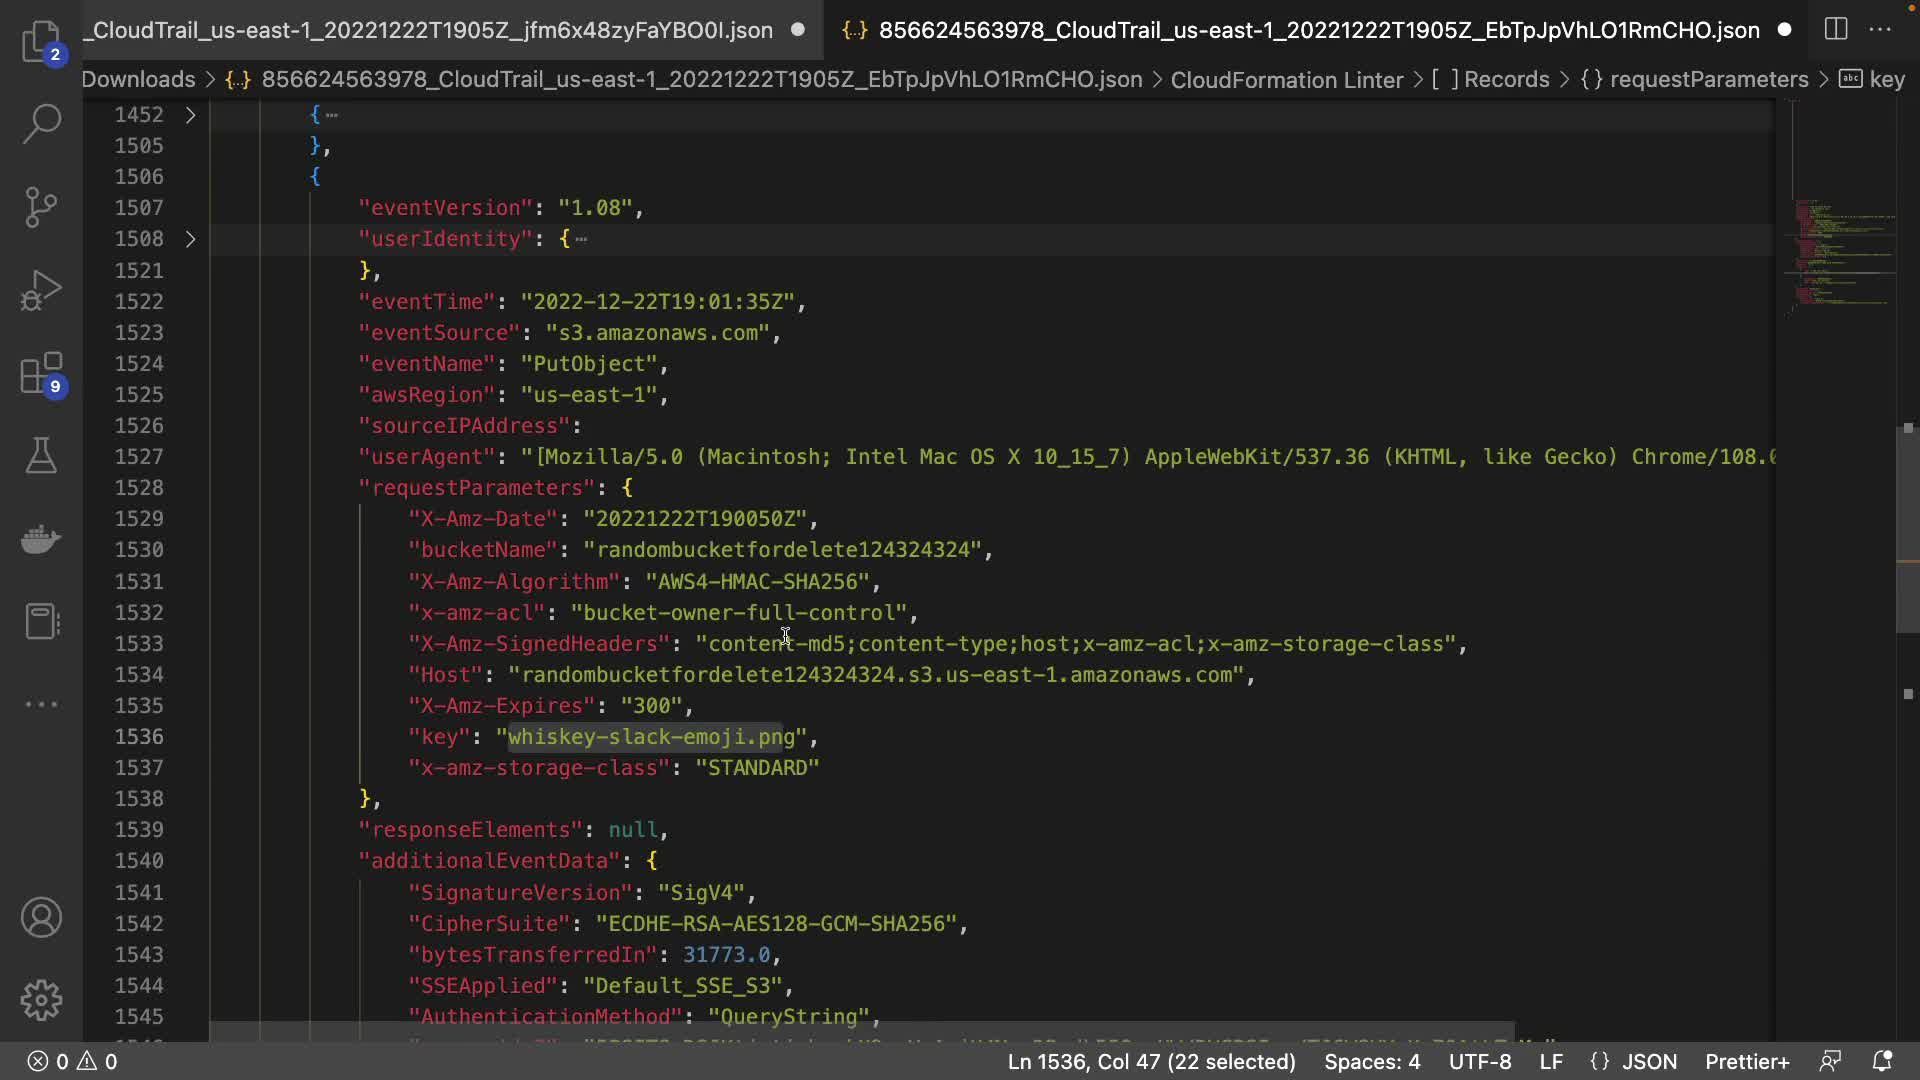 _CloudTrail_us-east-1_20221222T1905Z_jfm6x48zyFaYBO0I.json
{..} 856624563978_CloudTrail_us-east-1_20221222T1905Z_EbTpJpVhLO1RmCHO.json
Downloads > {..} 856624563978_CloudTrail_us-east-1_20221222T1905Z_EbTpJpVhLO1RmCHO.json > CloudFormation Linter > [ ] Records > {} requestParameters > abc key
2
9
1452 > { ···
1505 },
1506 {
1507 "eventVersion": "1.08",
1508 > "userIdentity": { ···
1521 },
1522 "eventTime": "2022-12-22T19:01:35Z",
1523 "eventSource": "s3.amazonaws.com",
1524 "eventName": "PutObject",
1525 "awsRegion": "us-east-1",
1526 "sourceIPAddress":
1527 "userAgent": "[Mozilla/5.0 (Macintosh; Intel Mac OS X 10_15_7) AppleWebKit/537.36 (KHTML, like Gecko) Chrome/108.0
1528 "requestParameters": {
1529 "X-Amz-Date": "20221222T190050Z",
1530 "bucketName": "randombucketfordelete124324324",
1531 "X-Amz-Algorithm": "AWS4-HMAC-SHA256",
1532 "x-amz-acl": "bucket-owner-full-control",
1533 "X-Amz-SignedHeaders": "content-md5;content-type;host;x-amz-acl;x-amz-storage-class",
1534 "Host": "randombucketfordelete124324324.s3.us-east-1.amazonaws.com",
1535 "X-Amz-Expires": "300",
1536 "key": "whiskey-slack-emoji.png",
1537 "x-amz-storage-class": "STANDARD"
1538 },
1539 "responseElements": null,
1540 "additionalEventData": {
1541 "SignatureVersion": "SigV4",
1542 "CipherSuite": "ECDHE-RSA-AES128-GCM-SHA256",
1543 "bytesTransferredIn": 31773.0,
1544 "SSEApplied": "Default_SSE_S3",
1545 "AuthenticationMethod": "QueryString",
0 0 Ln 1536, Col 47 (22 selected) Spaces: 4 UTF-8 LF {} JSON Prettier+